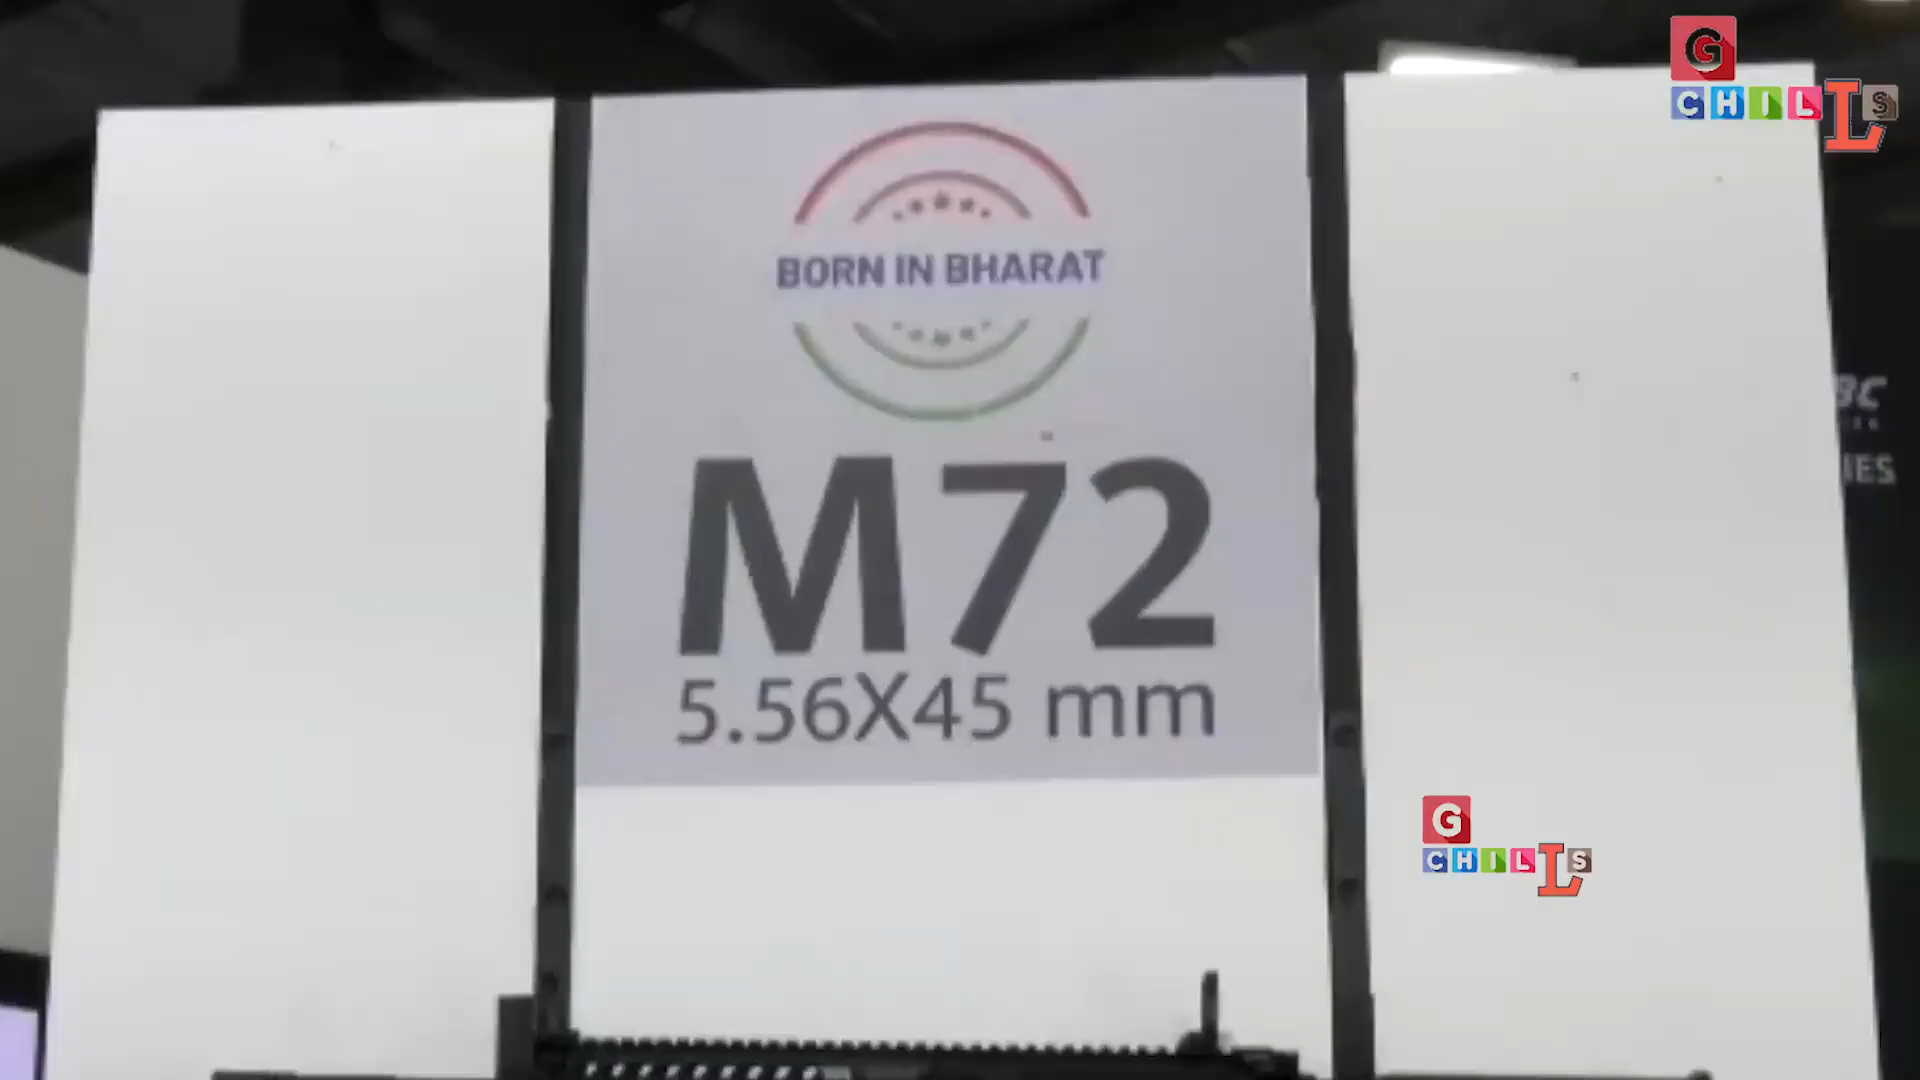 G
CHILLS
BORN IN BHARAT
M72
5.56X45 mm
G
CHILLS